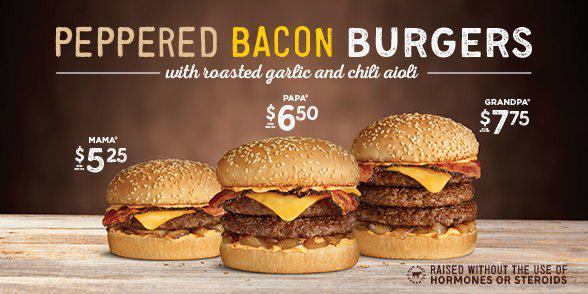 PEPPERED BACON BURGERS
with roasted garlic and chili aioli
MAMA®
$5.25
PAPA®
$6.50
GRANDPA®
$7.75
RAISED WITHOUT THE USE OF
HORMONES OR STEROIDS